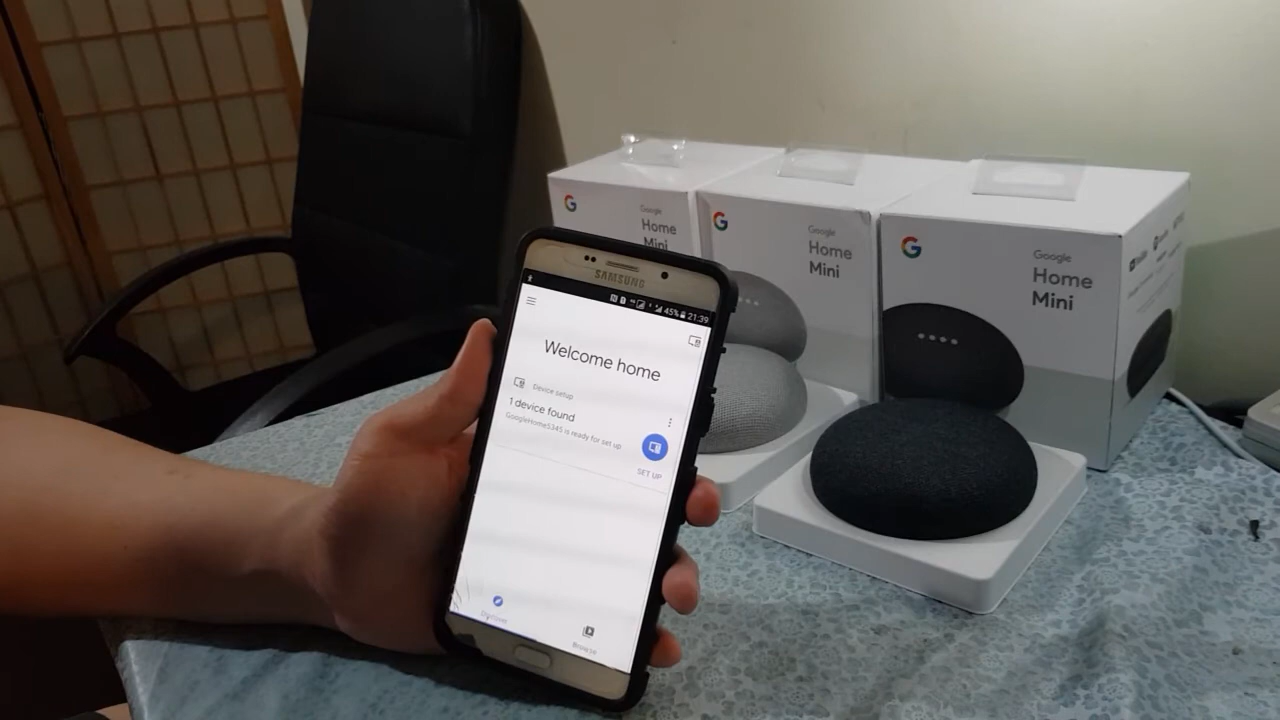 Google
Home
Mini
Google
Home
Mini
Google
Home
Mini
SAMSUNG
45% 21:39
Welcome home
Device setup
1 device found
GoogleHome5345 is ready for set up
SET UP
Discover
Browse